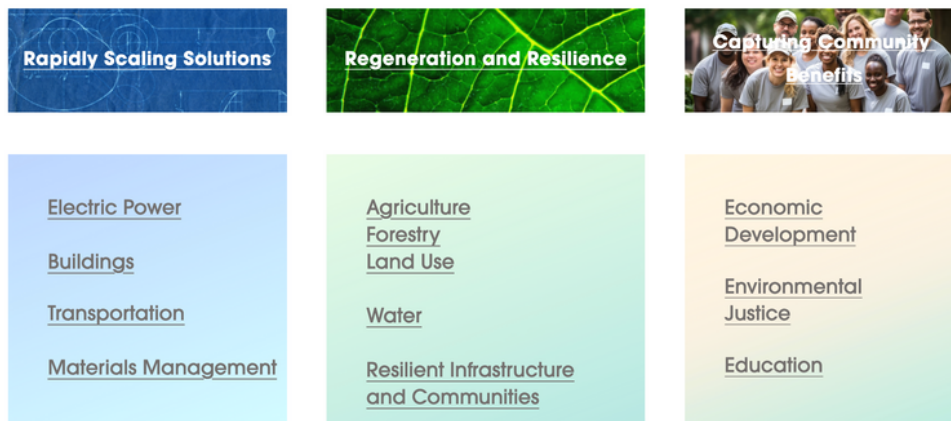 Rapidly Scaling Solutions
Regeneration and Resilience
Capturing Community
Benefits
Electric Power
Buildings
Transportation
Materials Management
Agriculture
Forestry
Land Use
Water
Resilient Infrastructure
and Communities
Economic
Development
Environmental
Justice
Education